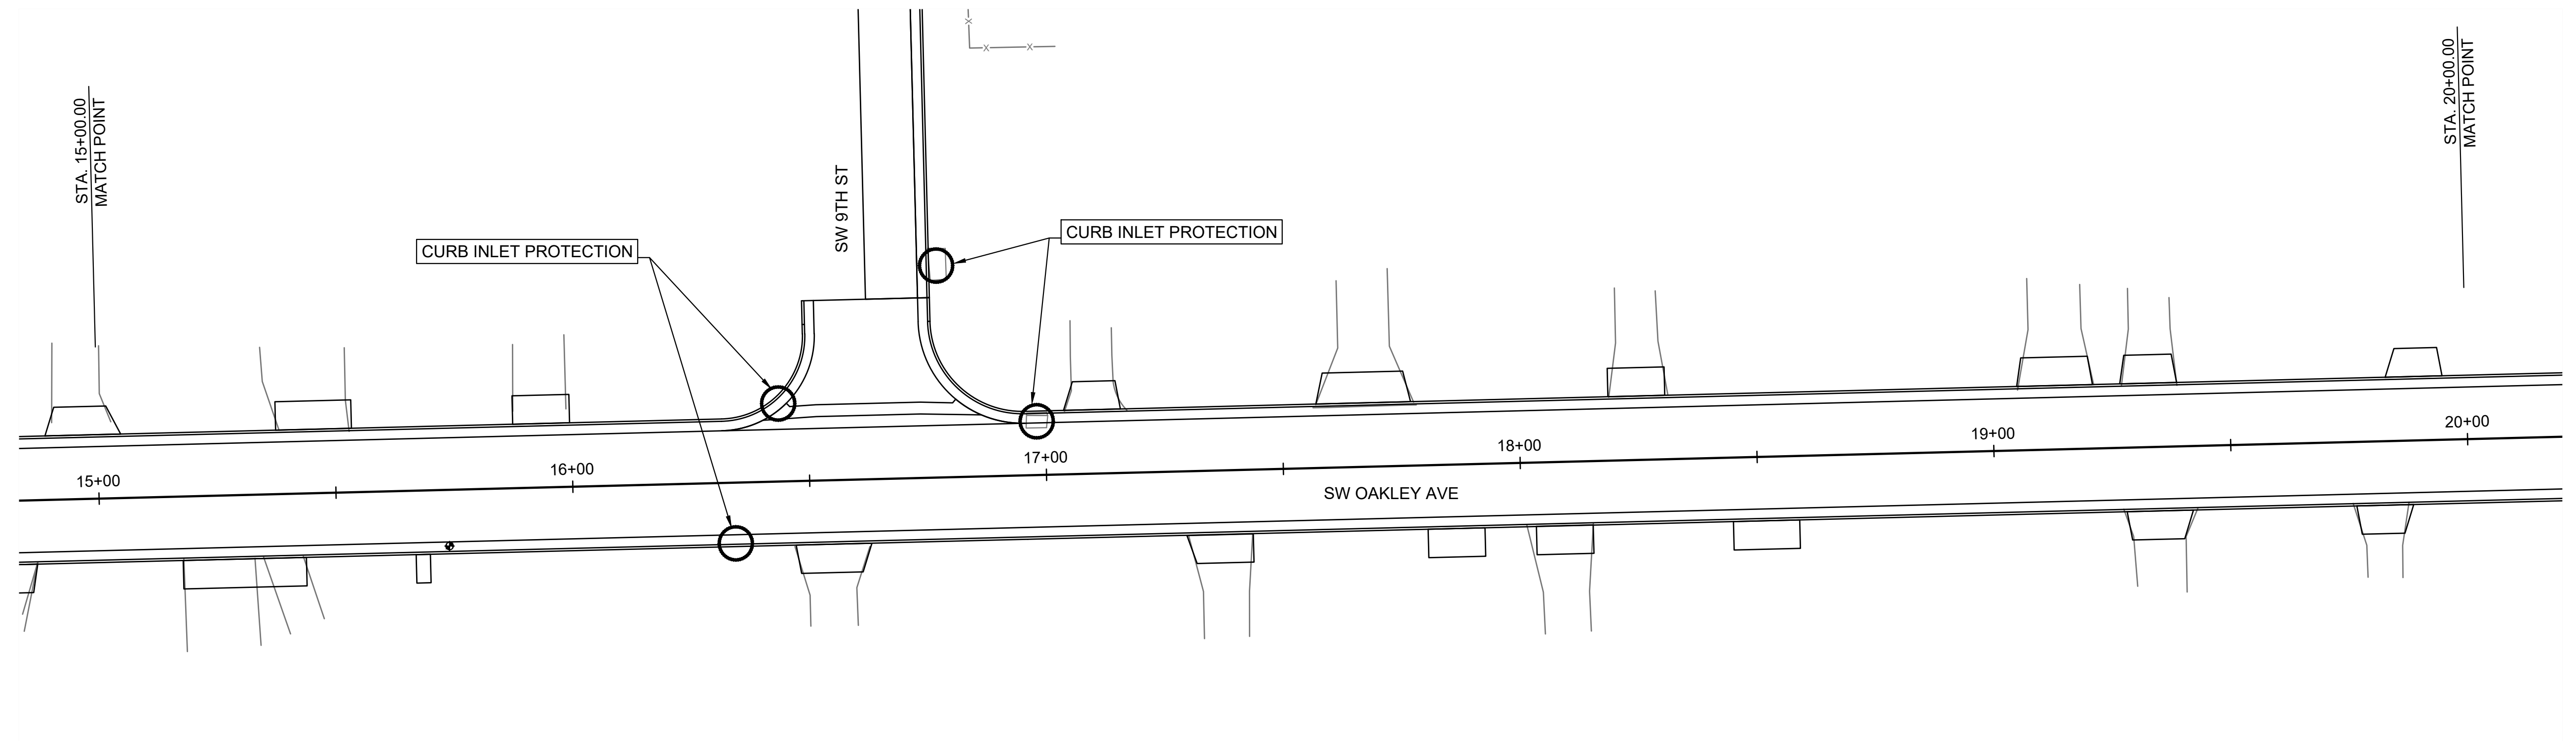 STA. 15+00.00
MATCH POINT
STA. 20+00.00
MATCH POINT
X
X X
SW 9TH ST
CURB INLET PROTECTION
CURB INLET PROTECTION
15+00
16+00
17+00
18+00
19+00
20+00
SW OAKLEY AVE